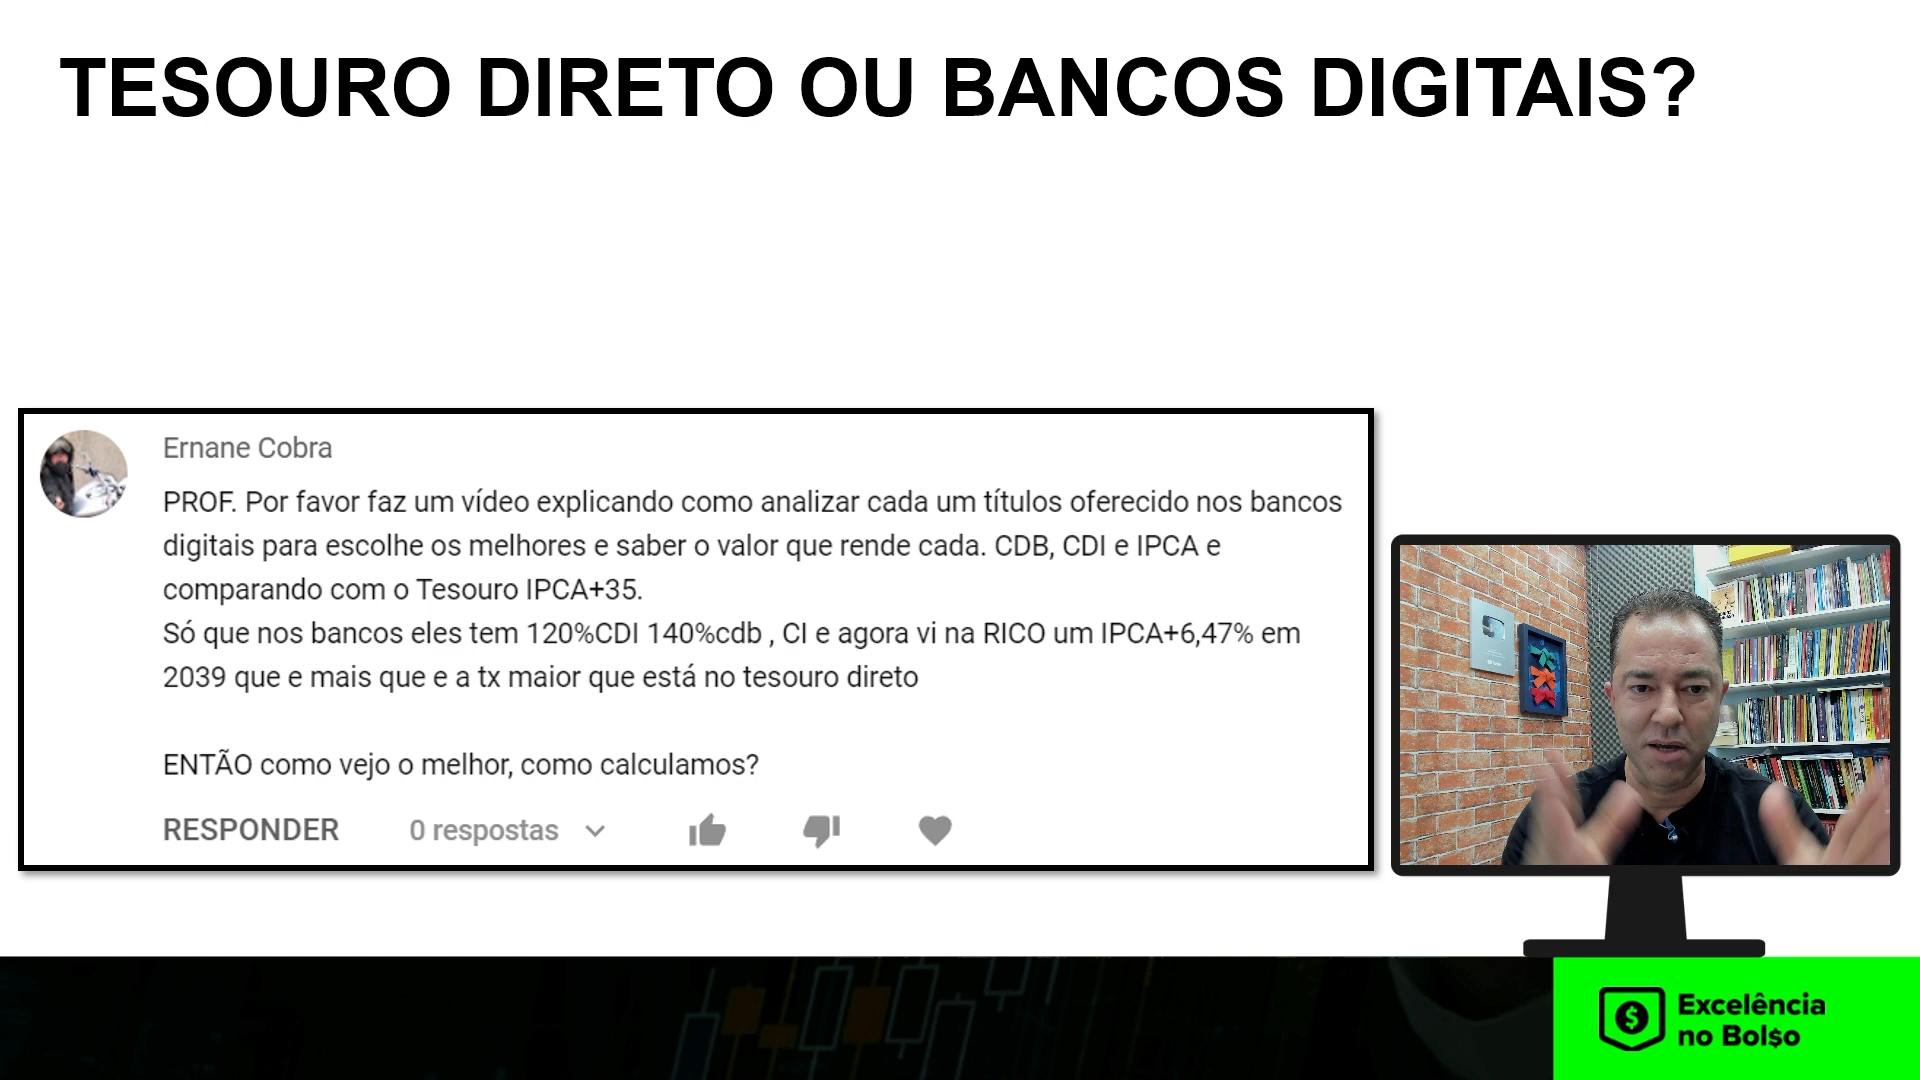 TESOURO DIRETO OU BANCOS DIGITAIS?
Ernane Cobra
PROF. Por favor faz um vídeo explicando como analizar cada um títulos oferecido nos bancos
digitais para escolhe os melhores e saber o valor que rende cada. CDB, CDI e IPCA e
comparando com o Tesouro IPCA+35.
Só que nos bancos eles tem 120%CDI 140%cdb , CI e agora vi na RICO um IPCA+6,47% em
2039 que e mais que e a tx maior que está no tesouro direto
ENTÃO como vejo o melhor, como calculamos?
RESPONDER 0 respostas
Excelência
no Bol$o